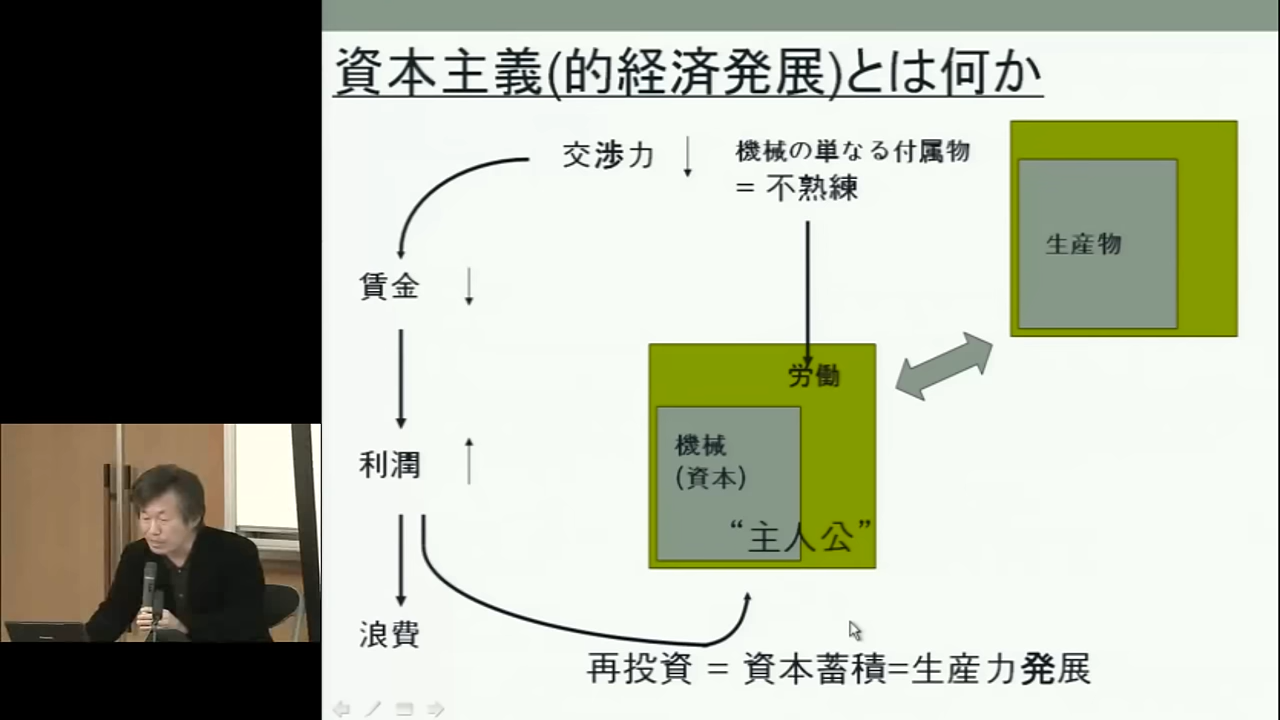 資本主義(的経済発展)とは何か
交渉力
機械の単なる付属物
= 不熟練
生産物
賃金
労働
機械
(資本)
利潤
“主人公”
浪費
再投資 = 資本蓄積=生産力発展